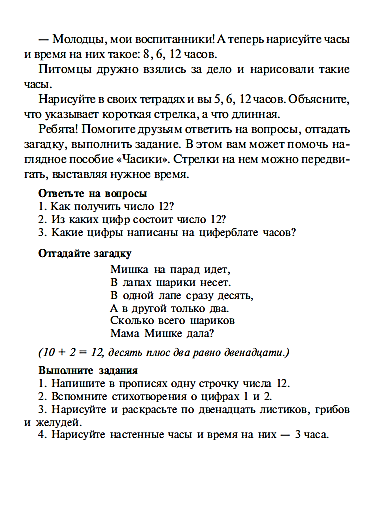 — Молодцы, мои воспитанники! А теперь нарисуйте часы
и время на них такое: 8, 6, 12 часов.
Питомцы дружно взялись за дело и нарисовали такие
часы.
Нарисуйте в своих тетрадях и вы 5, 6, 12 часов. Объясните,
что указывает короткая стрелка, а что длинная.
Ребята! Помогите друзьям ответить на вопросы, отгадать
загадку, выполнить задание. В этом вам может помочь на-
глядное пособие «Часики». Стрелки на нем можно передви-
гать, выставляя нужное время.
Ответьте на вопросы
1. Как получить число 12?
2. Из каких цифр состоит число 12?
3. Какие цифры написаны на циферблате часов?
Отгадайте загадку
Мишка на парад идет,
В лапах шарики несет.
В одной лапе сразу десять,
А в другой только два.
Сколько всего шариков
Мама Мишке дала?
(10 + 2 = 12, десять плюс два равно двенадцати.)
Выполните задания
1. Напишите в прописях одну строчку числа 12.
2. Вспомните стихотворения о цифрах 1 и 2.
3. Нарисуйте и раскрасьте по двенадцать листиков, грибов
и желудей.
4. Нарисуйте настенные часы и время на них — 3 часа.